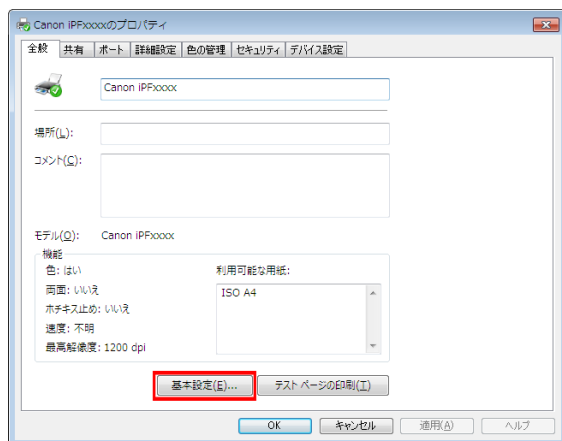 Canon iPFxxxxのプロパティ
全般 共有 ポート 詳細設定 色の管理 セキュリティ デバイス設定
Canon iPFxxxx
場所(L):
コメント(C):
モデル(O): Canon iPFxxxx
機能
色: はい
両面: いいえ
ホチキス止め: いいえ
速度: 不明
最高解像度: 1200 dpi
利用可能な用紙:
ISO A4
基本設定(E)... テスト ページの印刷(T)
OK キャンセル 適用(A) ヘルプ